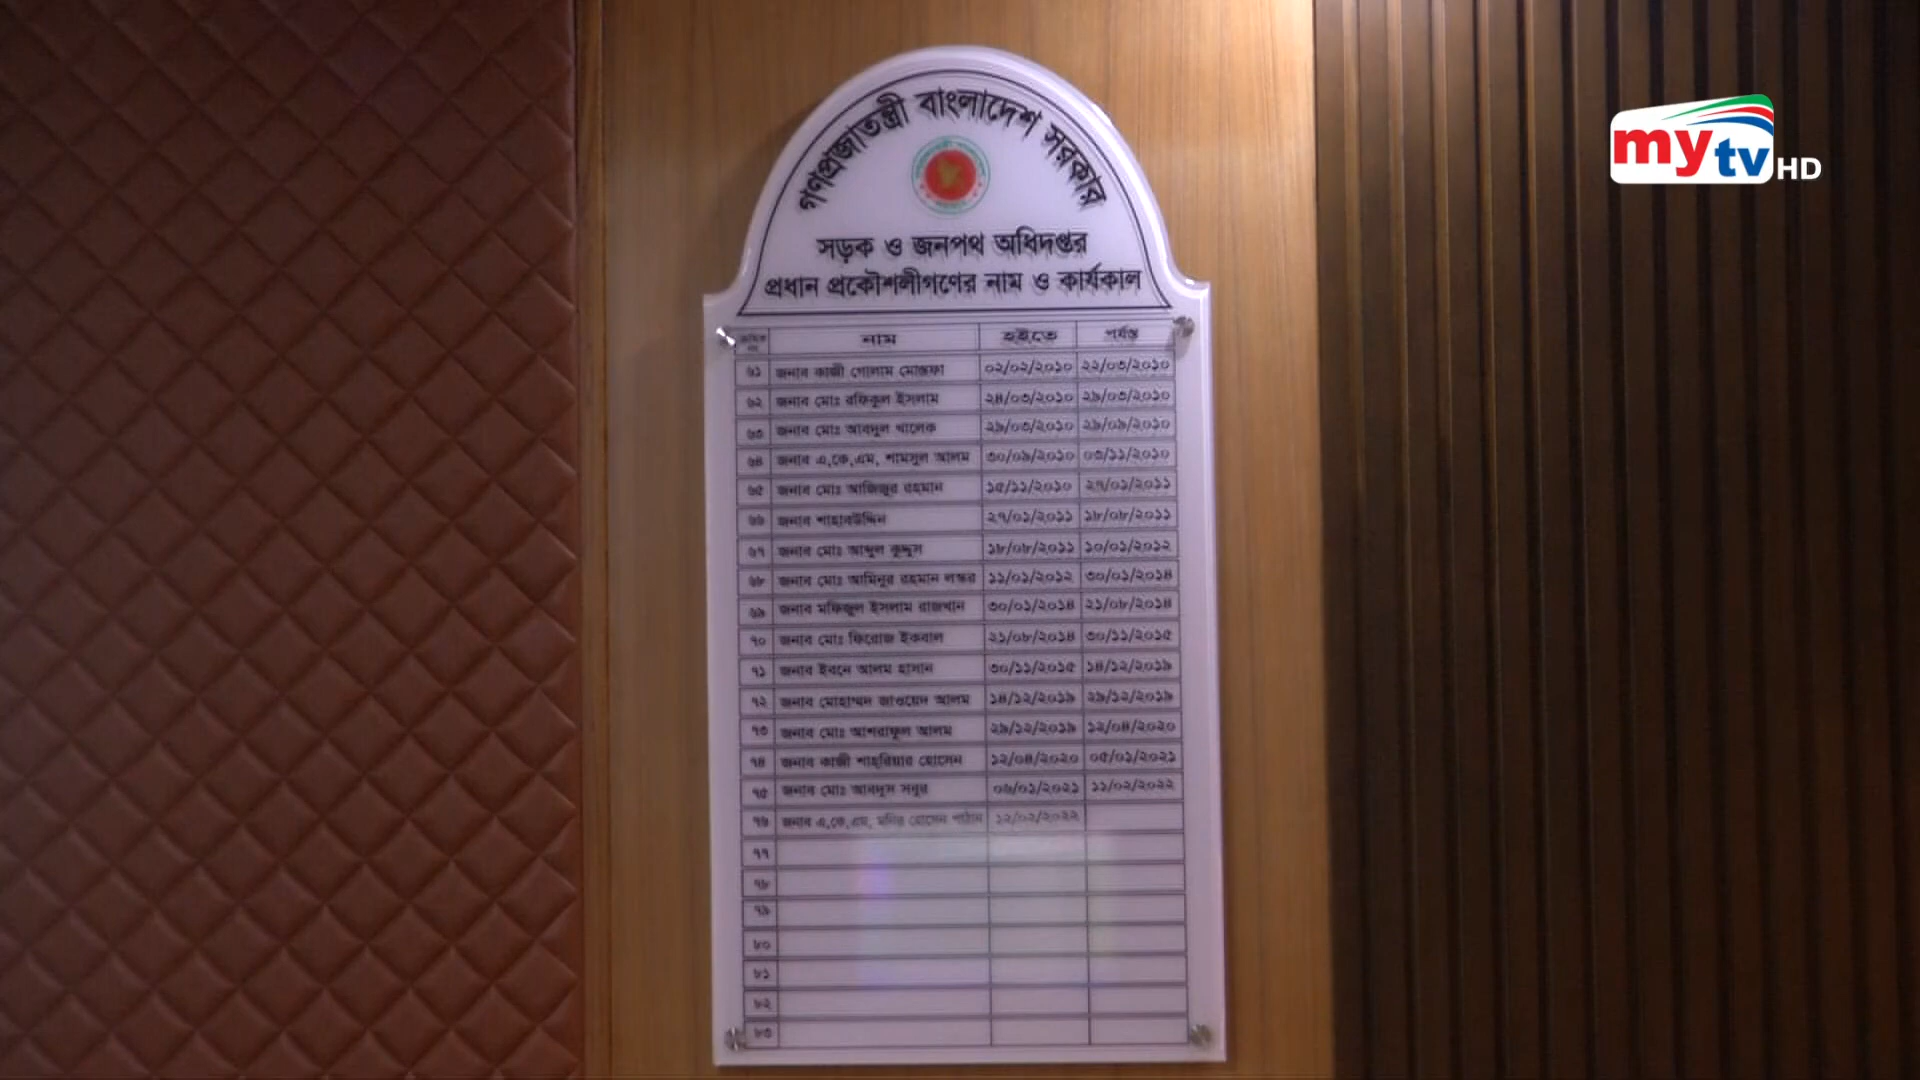 গণপ্রজাতন্ত্রী বাংলাদেশ সরকার
my tv HD
সড়ক ও জনপথ অধিদপ্তর
প্রধান প্রকৌশলীগণের নাম ও কার্যকাল
নাম হইতে পর্যন্ত
৬১ জনাব কাজী গোলাম মোস্তফা ০২/০২/২০১০ ২২/০৩/২০১০
৬২ জনাব মোঃ রফিকুল ইসলাম ২৪/০৩/২০১০ ২৯/০৩/২০১০
৬৩ জনাব মোঃ আবদুল খালেক ২৯/০৩/২০১০ ২৯/০৯/২০১০
৬৪ জনাব এ,কে,এম, শামসুল আলম ৩০/০৯/২০১০ ০৩/১১/২০১০
৬৫ জনাব মোঃ আজিজুর রহমান ১৫/১১/২০১০ ২৭/০১/২০১১
৬৬ জনাব শাহাবউদ্দিন ২৭/০১/২০১১ ১৮/০৮/২০১১
৬৭ জনাব মোঃ আব্দুল কুদ্দুস ১৮/০৮/২০১১ ১০/০১/২০১২
৬৮ জনাব মোঃ আমিনুর রহমান লস্কর ১১/০১/২০১২ ৩০/০১/২০১৪
৬৯ জনাব মফিজুল ইসলাম রাজখান ৩০/০১/২০১৪ ২১/০৮/২০১৪
৭০ জনাব মোঃ ফিরোজ ইকবাল ২১/০৮/২০১৪ ৩০/১১/২০১৫
৭১ জনাব ইবনে আলম হাসান ৩০/১১/২০১৫ ১৪/১২/২০১৯
৭২ জনাব মোহাম্মদ জাওয়েদ আলম ১৪/১২/২০১৯ ২৯/১২/২০১৯
৭৩ জনাব মোঃ আশরাফুল আলম ২৯/১২/২০১৯ ১২/০৪/২০২০
৭৪ জনাব কাজী শাহরিয়ার হোসেন ১২/০৪/২০২০ ০৫/০১/২০২১
৭৫ জনাব মোঃ আবদুস সবুর ০৬/০১/২০২১ ১১/০২/২০২২
৭৬ জনাব এ,কে,এম, মনির হোসেন পাঠান ১২/০২/২০২২
৭৭
৭৮
৭৯
৮০
৮১
৮২
৮৩